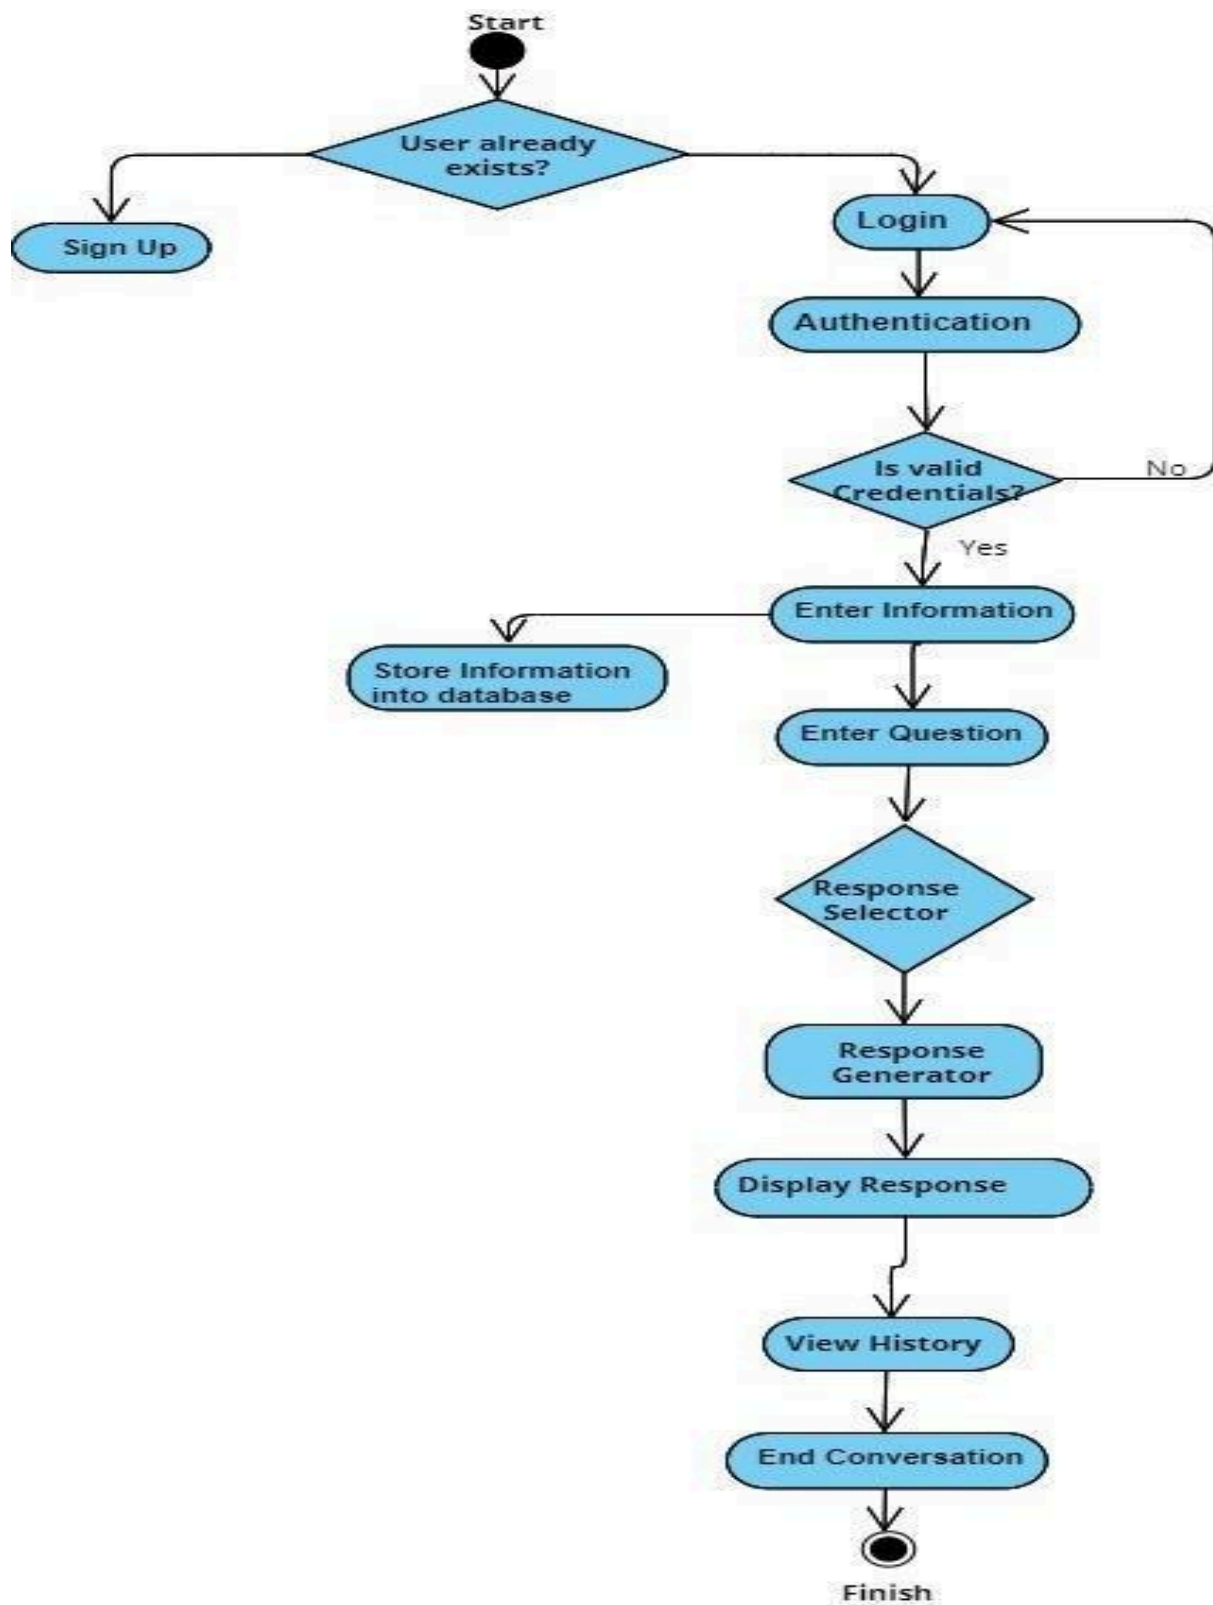 Start
User already
exists?
Sign Up
Login
Authentication
Is valid
Credentials?
No
Yes
Enter Information
Store Information
into database
Enter Question
Response
Selector
Response
Generator
Display Response
View History
End Conversation
Finish